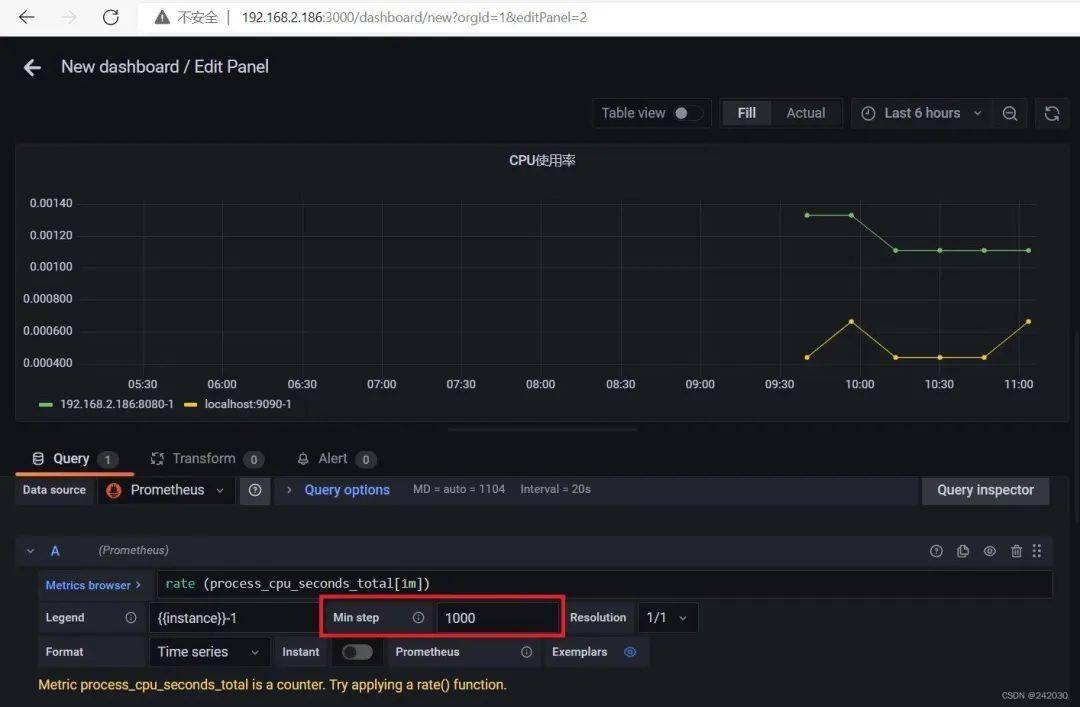 不安全 | 192.168.2.186:3000/dashboard/new?orgId=1&editPanel=2
New dashboard / Edit Panel
Table view Fill Actual Last 6 hours
CPU使用率
0.00140
0.00120
0.00100
0.000800
0.000600
0.000400
05:30 06:00 06:30 07:00 07:30 08:00 08:30 09:00 09:30 10:00 10:30 11:00
192.168.2.186:8080-1 localhost:9090-1
Query 1 Transform 0 Alert 0
Data source Prometheus Query options MD = auto = 1104 Interval = 20s Query inspector
A (Prometheus)
Metrics browser > rate (process_cpu_seconds_total[1m])
Legend {{instance}}-1 Min step 1000 Resolution 1/1
Format Time series Instant Prometheus Exemplars
Metric process_cpu_seconds_total is a counter. Try applying a rate() function.
CSDN @242030